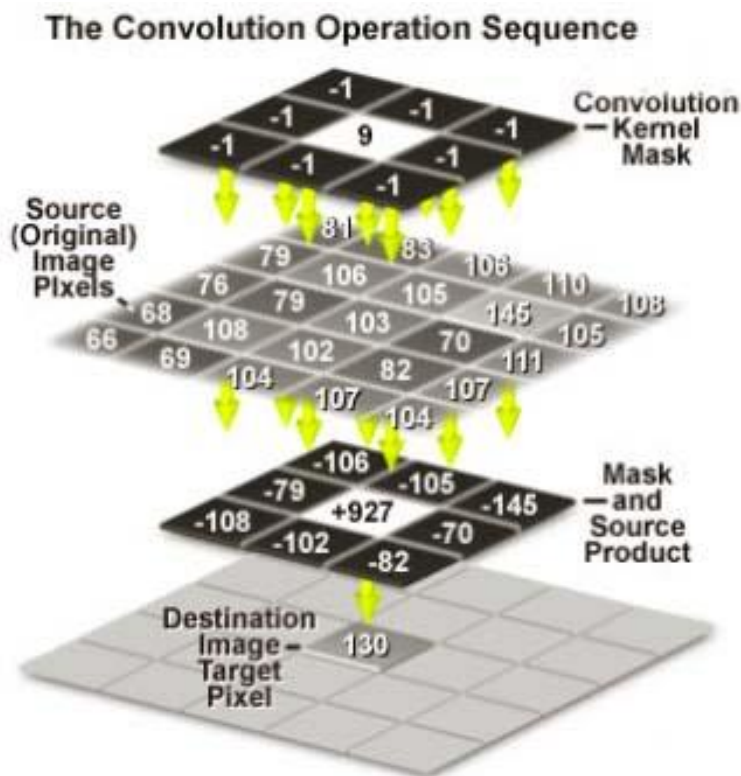 The Convolution Operation Sequence
-1
-1 -1
-1 9 -1
-1 -1
-1
Convolution
Kernel
Mask
Source
(Original)
Image
Pixels
81
79 83
76 106 106
68 79 105 110
66 108 103 145 108
69 102 70 105
104 82 111
107 107
104
-106
-79 -105
-108 +927 -145
-102 -70
-82
Mask
and
Source
Product
Destination
Image
Target
Pixel
130